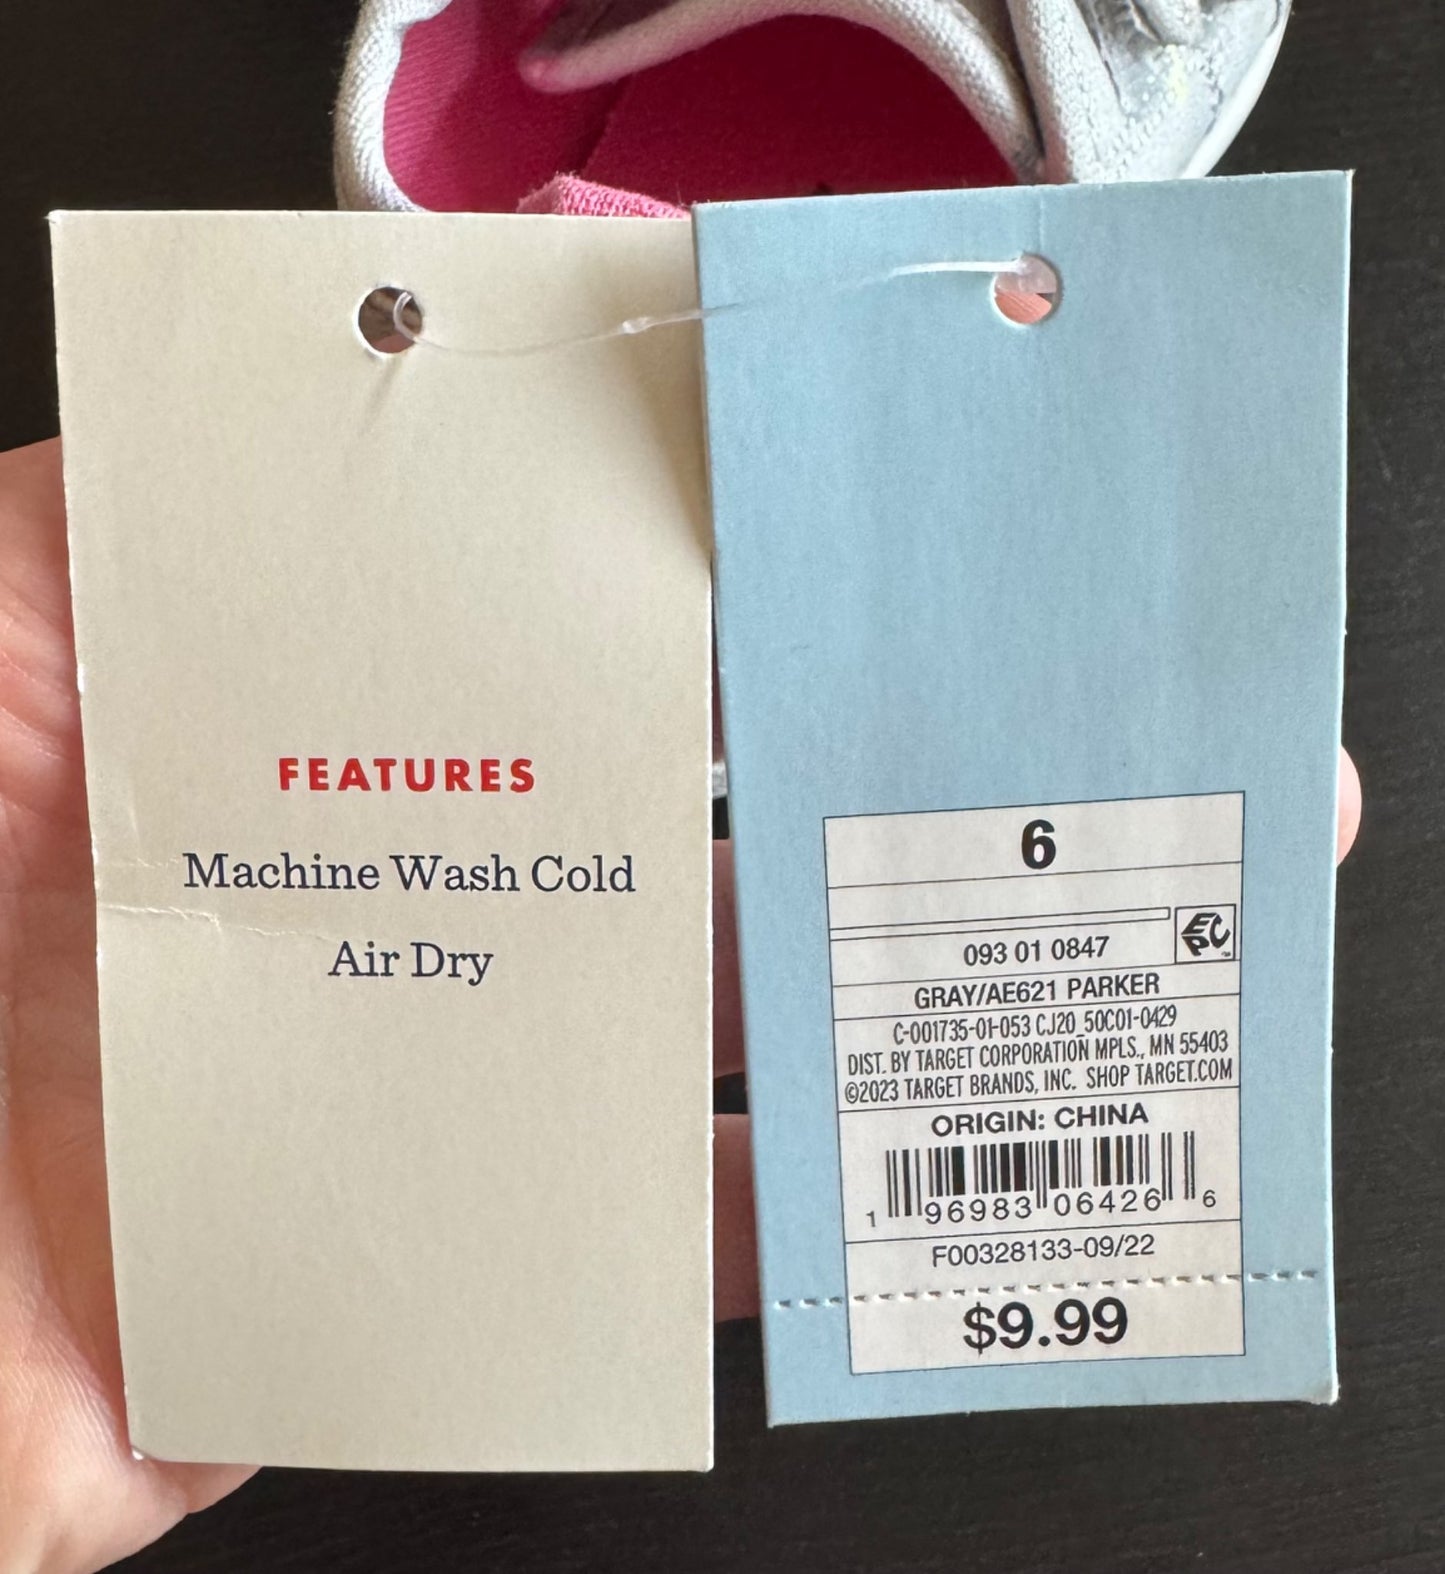 FEATURES
Machine Wash Cold
Air Dry
6
093 01 0847
EPC
GRAY/AE621 PARKER
C-001735-01-053 CJ20_50C01-0429
DIST. BY TARGET CORPORATION MPLS., MN 55403
©2023 TARGET BRANDS, INC. SHOP TARGET.COM
ORIGIN: CHINA
1 96983 06426 6
F00328133-09/22
$9.99